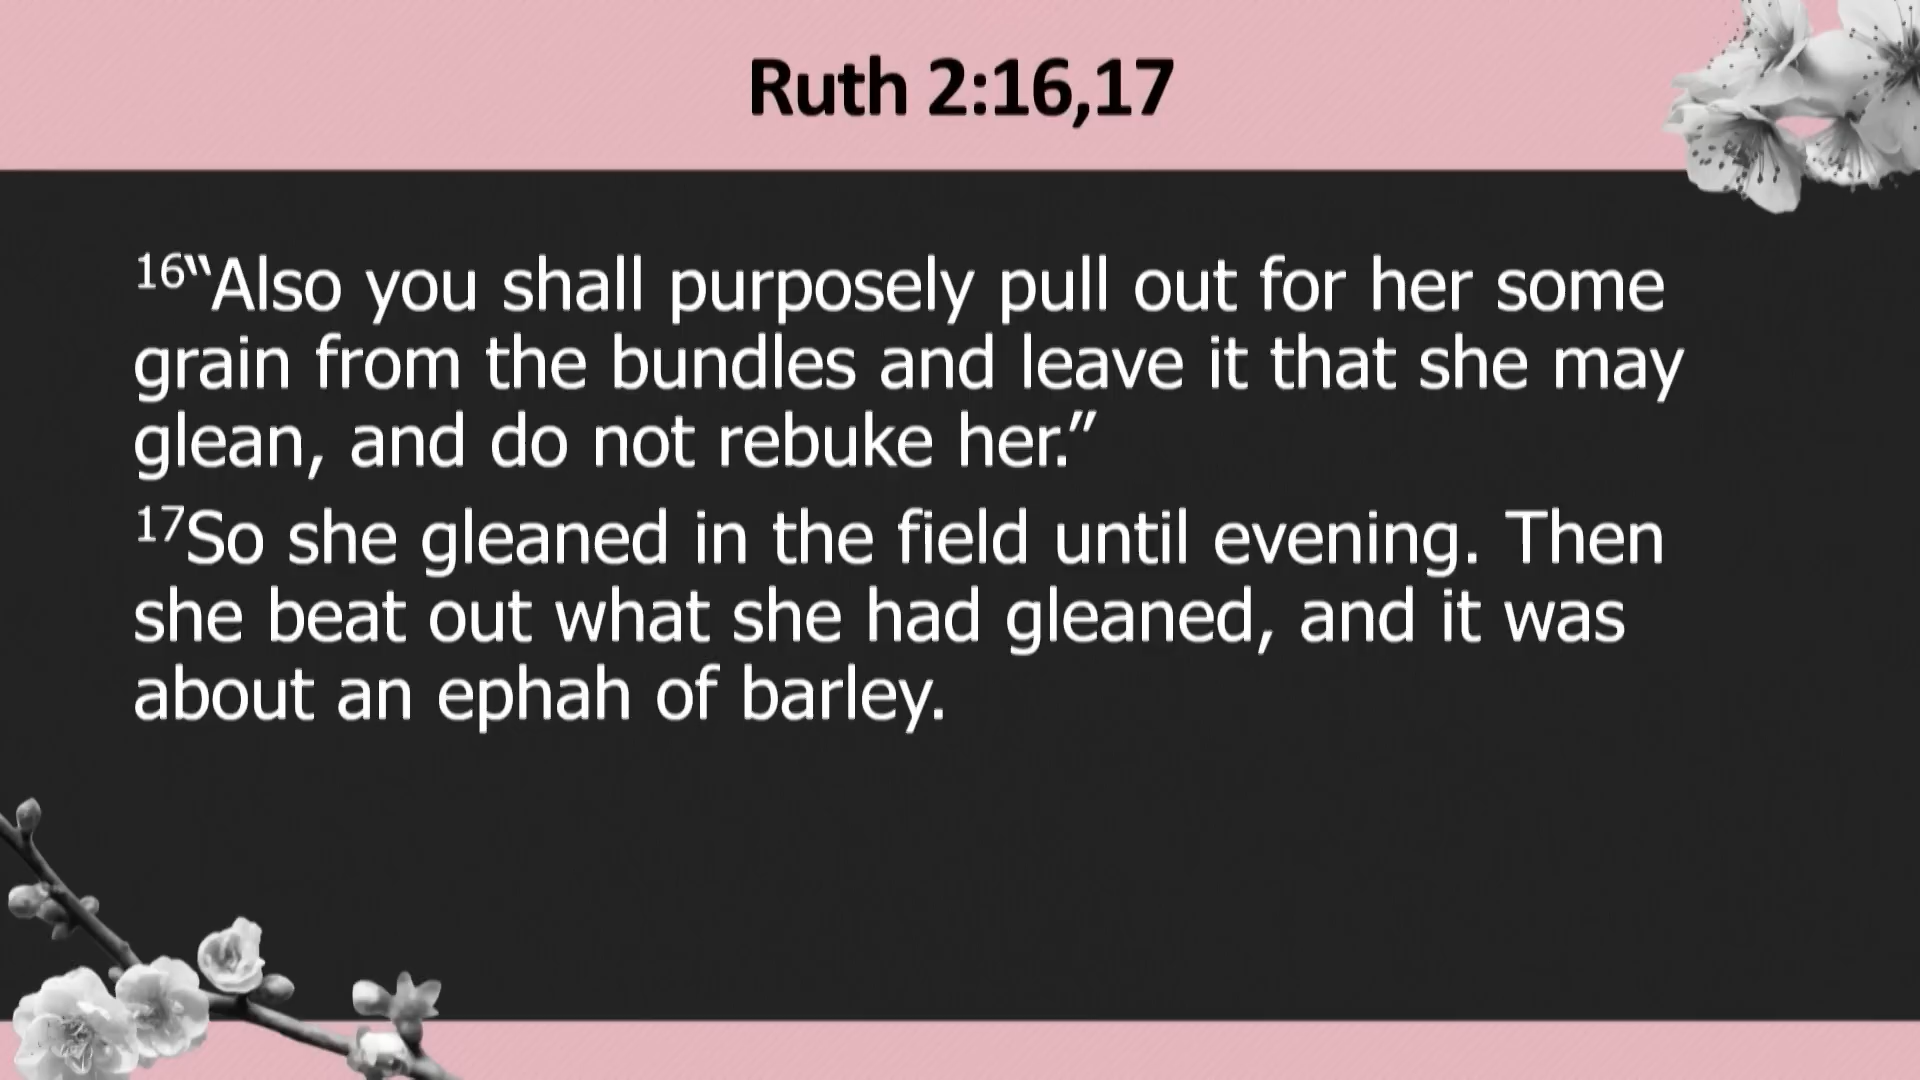 Ruth 2:16,17
16“Also you shall purposely pull out for her some
grain from the bundles and leave it that she may
glean, and do not rebuke her.”
17So she gleaned in the field until evening. Then
she beat out what she had gleaned, and it was
about an ephah of barley.